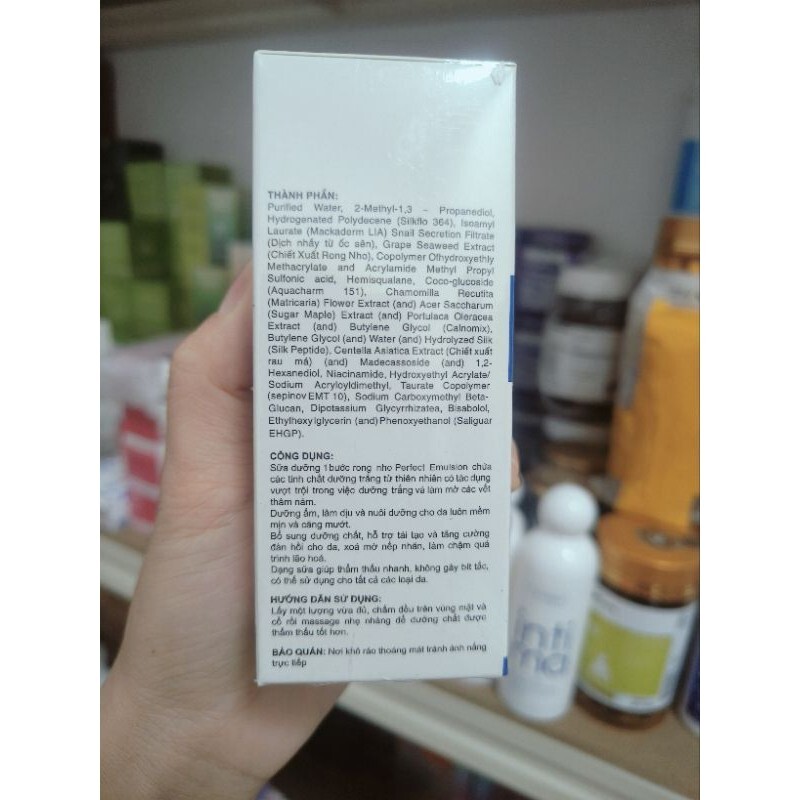 THÀNH PHẦN:
Purified Water, 2-Methyl-1,3 – Propanediol,
Hydrogenated Polydecene (Silkflo 364), Isoamyl
Laurate (Mackaderm LIA) Snail Secretion Filtrate
(Dịch nhầy từ ốc sên), Grape Seaweed Extract
(Chiết Xuất Rong Nho), Copolymer Ofhydroxyethly
Methacrylate and Acrylamide Methyl Propyl
Sulfonic acid, Hemisqualane, Coco-glucoside
(Aquacharm 151), Chamomilla Recutita
(Matricaria) Flower Extract (and) Acer Saccharum
(Sugar Maple) Extract (and) Portulaca Oleracea
Extract (and) Butylene Glycol (Calnomix),
Butylene Glycol (and) Water (and) Hydrolyzed Silk
(Silk Peptide), Centella Asiatica Extract (Chiết xuất
rau má) (and) Madecassoside (and) 1,2-
Hexanediol, Niacinamide, Hydroxyethyl Acrylate/
Sodium Acryloyldimethyl, Taurate Copolymer
(sepinov EMT 10), Sodium Carboxymethyl Beta-
Glucan, Dipotassium Glycyrrhizatea, Bisabolol,
Ethylhexylglycerin (and) Phenoxyethanol (Saliguar
EHGP).
CÔNG DỤNG:
Sữa dưỡng 1 bước rong nho Perfect Emulsion chứa
các tinh chất dưỡng trắng từ thiên nhiên có tác dụng
vượt trội trong việc dưỡng trắng và làm mờ các vết
thâm nám.
Dưỡng ẩm, làm dịu và nuôi dưỡng cho da luôn mềm
mịn và căng mướt.
Bổ sung dưỡng chất, hỗ trợ tái tạo và tăng cường
đàn hồi cho da, xoá mờ nếp nhăn, làm chậm quá
trình lão hoá.
Dạng sữa giúp thẩm thấu nhanh, không gây bít tắc,
có thể sử dụng cho tất cả các loại da.
HƯỚNG DẪN SỬ DỤNG:
Lấy một lượng vừa đủ, chấm đều trên vùng mặt và
cổ rồi massage nhẹ nhàng để dưỡng chất được
thẩm thấu tốt hơn.
BẢO QUẢN: Nơi khô ráo thoáng mát tránh ánh nắng
trực tiếp
inti
ma